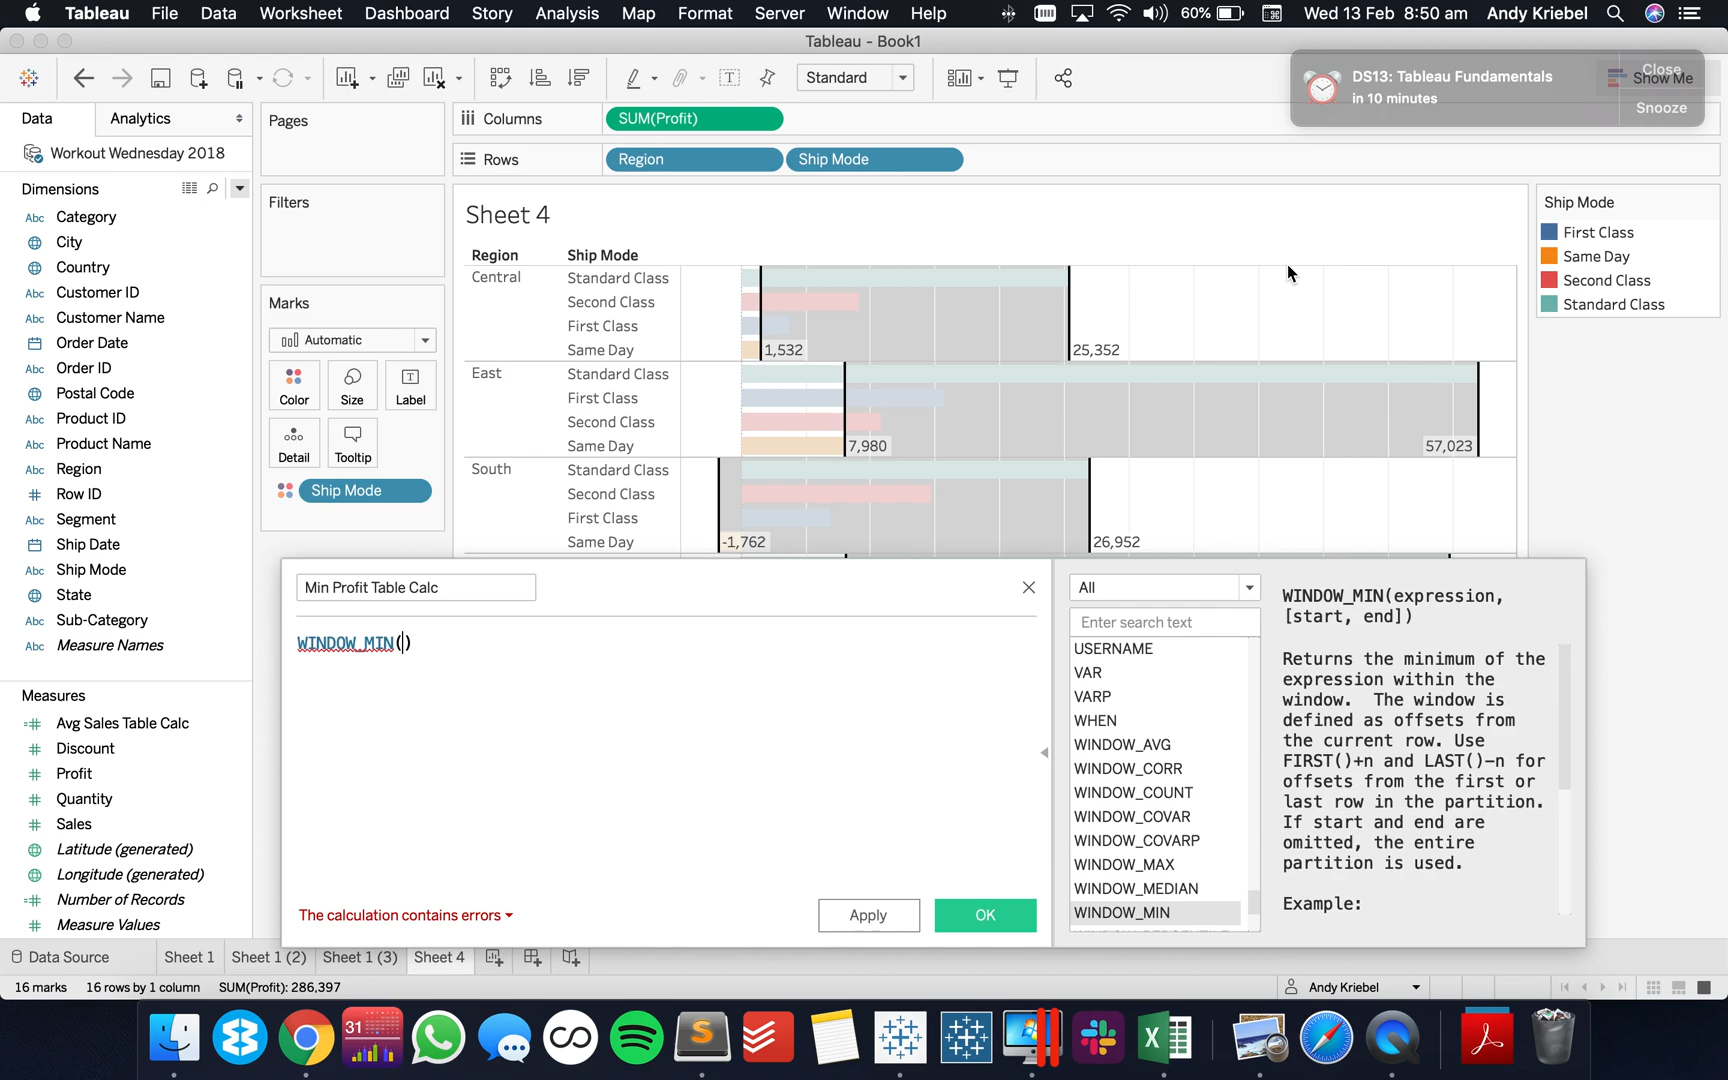 Tableau File Data Worksheet Dashboard Story Analysis Map Format Server Window Help 60% Wed 13 Feb 8:50 am Andy Kriebel
Tableau - Book1
Standard
Show Me
DS13: Tableau Fundamentals
in 10 minutes
Close
Snooze
Data
Analytics
Pages
Columns
SUM(Profit)
Workout Wednesday 2018
Rows
Region
Ship Mode
Dimensions
Abc Category
City
Country
Abc Customer ID
Abc Customer Name
Order Date
Abc Order ID
Postal Code
Abc Product ID
Abc Product Name
Abc Region
Row ID
Abc Segment
Ship Date
Abc Ship Mode
State
Abc Sub-Category
Abc Measure Names
Measures
Avg Sales Table Calc
Discount
Profit
Quantity
Sales
Latitude (generated)
Longitude (generated)
Number of Records
Measure Values
Filters
Marks
Automatic
Color
Size
Label
Detail
Tooltip
Ship Mode
Sheet 4
Region Ship Mode
Central Standard Class
Second Class
First Class
Same Day 1,532 25,352
East Standard Class
First Class
Second Class
Same Day 7,980 57,023
South Standard Class
Second Class
First Class
Same Day -1,762 26,952
Ship Mode
First Class
Same Day
Second Class
Standard Class
Min Profit Table Calc
WINDOW_MIN()
The calculation contains errors
Apply
OK
All
Enter search text
USERNAME
VAR
VARP
WHEN
WINDOW_AVG
WINDOW_CORR
WINDOW_COUNT
WINDOW_COVAR
WINDOW_COVARP
WINDOW_MAX
WINDOW_MEDIAN
WINDOW_MIN
WINDOW_MIN(expression,
[start, end])
Returns the minimum of the
expression within the
window. The window is
defined as offsets from
the current row. Use
FIRST()+n and LAST()-n for
offsets from the first or
last row in the partition.
If start and end are
omitted, the entire
partition is used.
Example:
Data Source
Sheet 1
Sheet 1 (2)
Sheet 1 (3)
Sheet 4
16 marks 16 rows by 1 column SUM(Profit): 286,397
Andy Kriebel
31